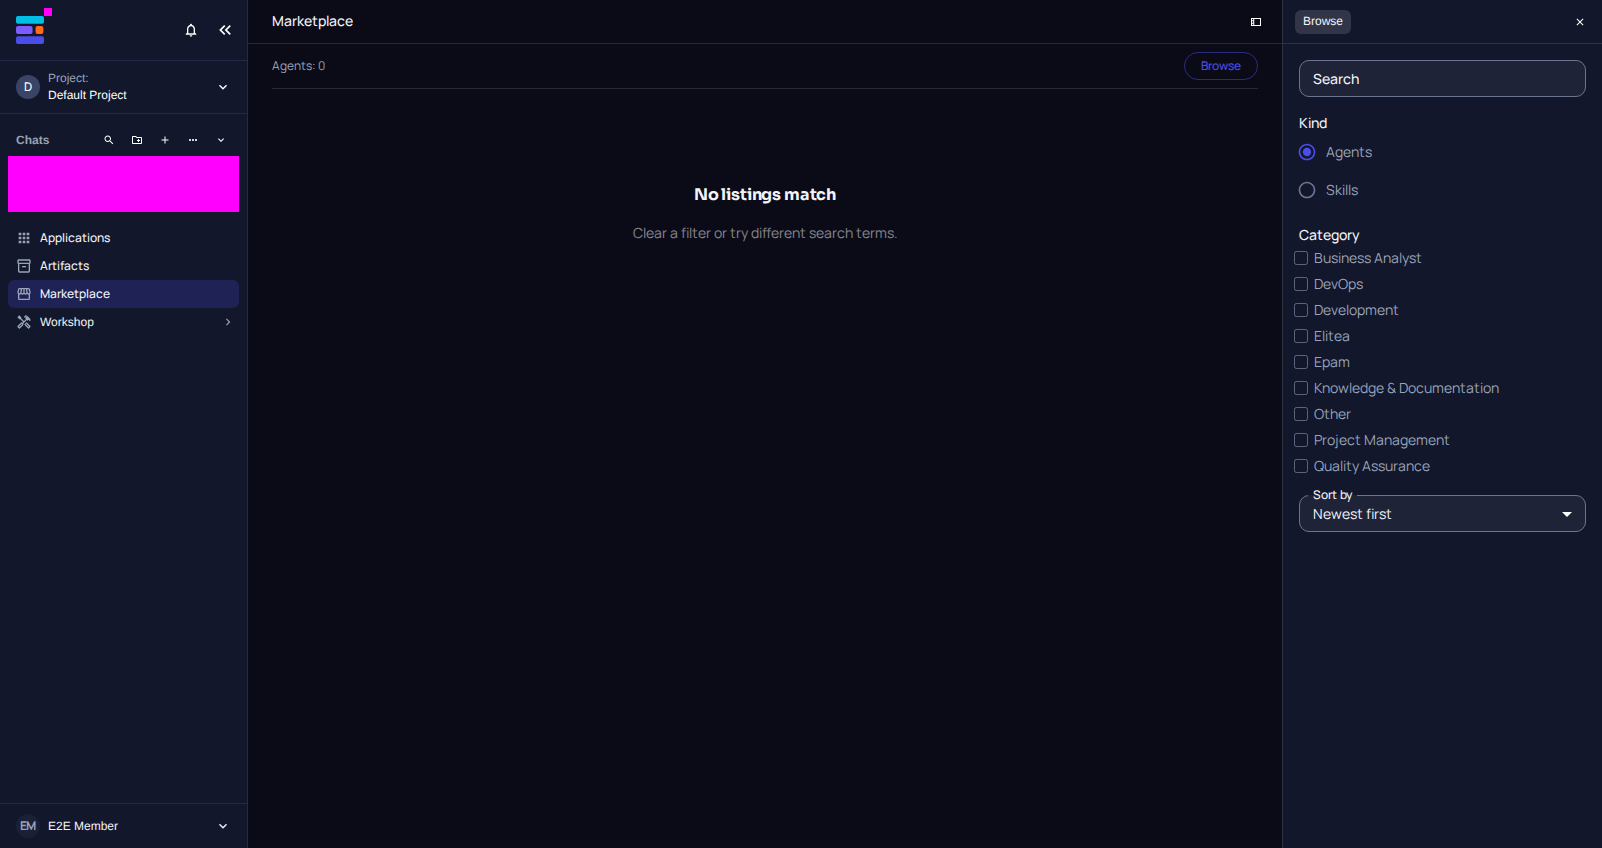 Project:
D
Default Project
Chats
Applications
Artifacts
Marketplace
Workshop
EM
E2E Member
Marketplace
Agents: 0
Browse
No listings match
Clear a filter or try different search terms.
Browse
Search
Kind
Agents
Skills
Category
Business Analyst
DevOps
Development
Elitea
Epam
Knowledge & Documentation
Other
Project Management
Quality Assurance
Sort by
Newest first